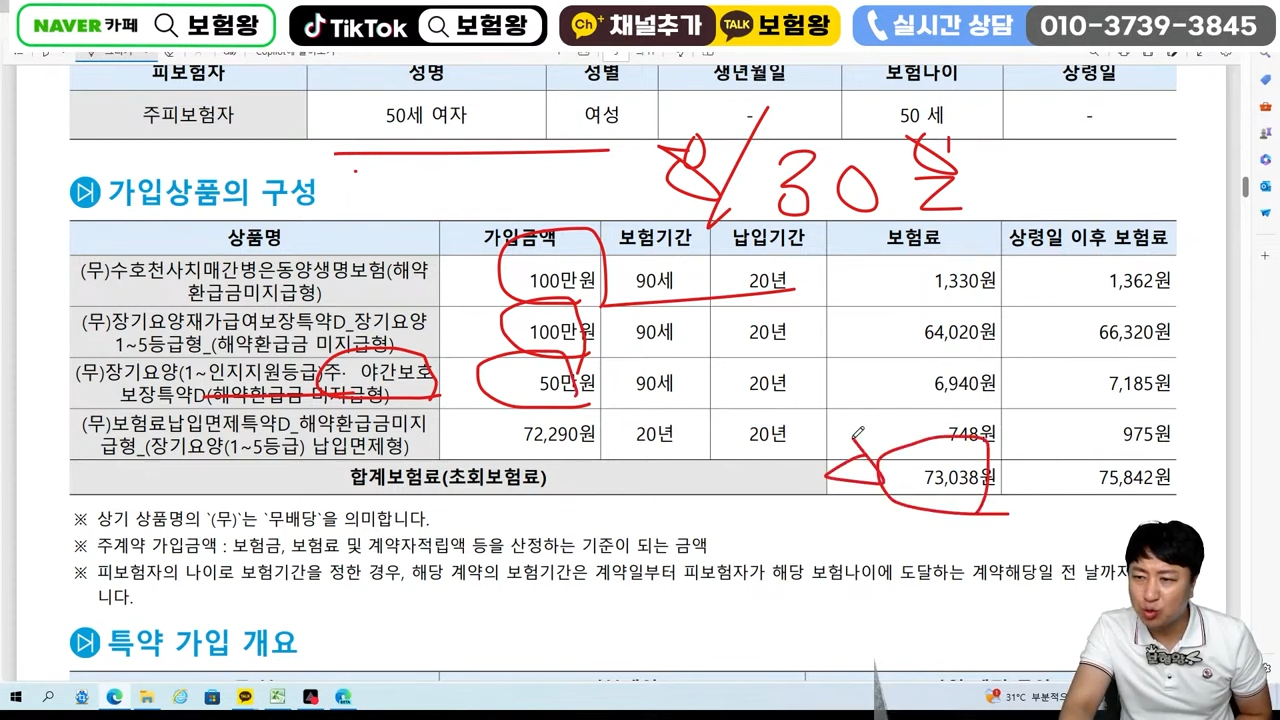 NAVER 카페 보험왕 TikTok 보험왕 Ch+ 채널추가 TALK 보험왕 실시간 상담 010-3739-3845
피보험자 성명 성별 생년월일 보험나이 상령일
주피보험자 50세 여자 여성 - 50 세 -
8/30일
가입상품의 구성
상품명 가입금액 보험기간 납입기간 보험료 상령일 이후 보험료
(무)수호천사치매간병은동양생명보험(해약
환급금미지급형) 100만원 90세 20년 1,330원 1,362원
(무)장기요양재가급여보장특약D_장기요양
1~5등급형_(해약환급금 미지급형) 100만원 90세 20년 64,020원 66,320원
(무)장기요양(1~인지지원등급)주· 야간보호
보장특약D(해약환급금 미지급형) 50만원 90세 20년 6,940원 7,185원
(무)보험료납입면제특약D_해약환급금미지
급형_(장기요양(1~5등급) 납입면제형) 72,290원 20년 20년 748원 975원
합계보험료(초회보험료) 73,038원 75,842원
※ 상기 상품명의 `(무)`는 `무배당`을 의미합니다.
※ 주계약 가입금액 : 보험금, 보험료 및 계약자적립액 등을 산정하는 기준이 되는 금액
※ 피보험자의 나이로 보험기간을 정한 경우, 해당 계약의 보험기간은 계약일부터 피보험자가 해당 보험나이에 도달하는 계약해당일 전 날까지
니다.
특약 가입 개요
31°C 부분적으